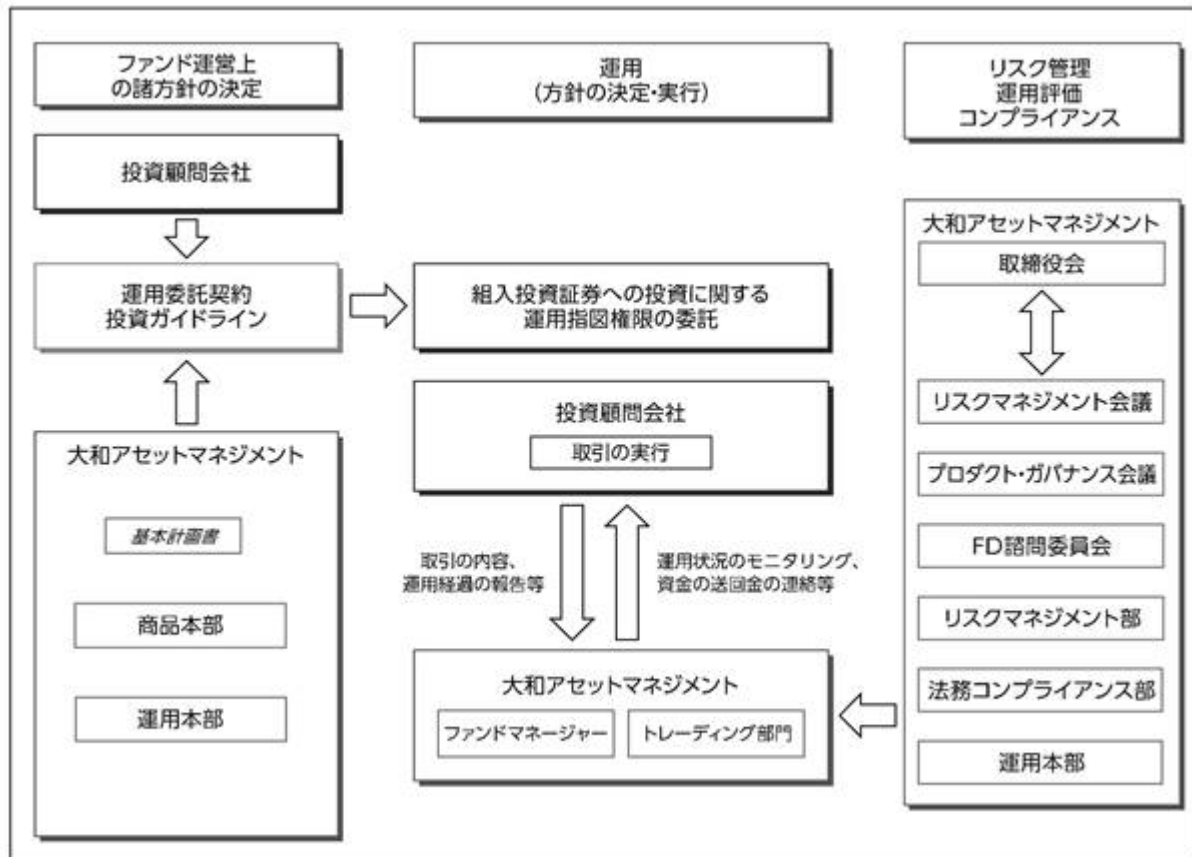 ファンド運営上
の諸方針の決定
投資顧問会社
運用委託契約
投資ガイドライン
大和アセットマネジメント
基本計画書
商品本部
運用本部
運用
(方針の決定・実行)
組入投資証券への投資に関する
運用指図権限の委託
投資顧問会社
取引の実行
取引の内容、
運用経過の報告等
運用状況のモニタリング、
資金の送回金の連絡等
大和アセットマネジメント
ファンドマネージャー
トレーディング部門
リスク管理
運用評価
コンプライアンス
大和アセットマネジメント
取締役会
リスクマネジメント会議
プロダクト・ガバナンス会議
FD諮問委員会
リスクマネジメント部
法務コンプライアンス部
運用本部